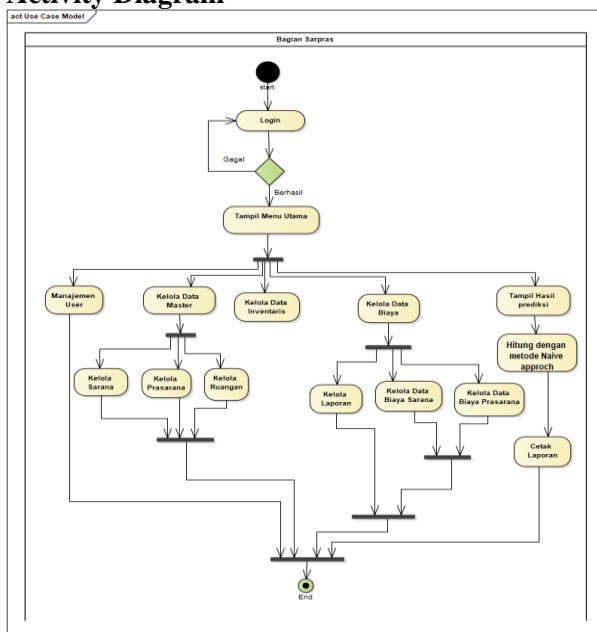 Activity Diagram
act Use Case Model
Bagian Sarpras
start
Login
Gagal
Berhasil
Tampil Menu Utama
Manajemen
User
Kelola Data
Master
Kelola Data
Inventaris
Kelola Data
Biaya
Tampil Hasil
prediksi
Hitung dengan
metode Naive
approch
Kelola
Sarana
Kelola
Prasarana
Kelola
Ruangan
Kelola
Laporan
Kelola Data
Biaya Sarana
Kelola Data
Biaya Prasarana
Cetak
Laporan
End